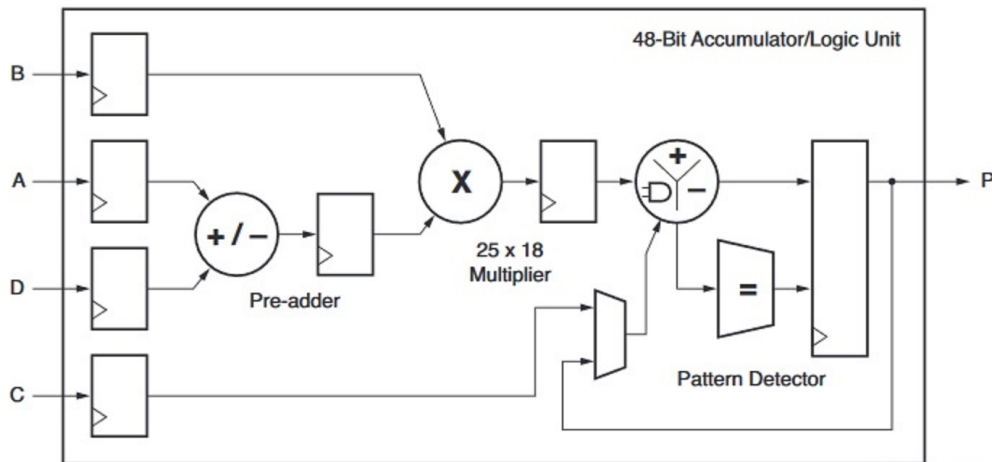 48-Bit Accumulator/Logic Unit
B
A
+ / −
D
Pre-adder
X
25 x 18
Multiplier
+
−
P
=
Pattern Detector
C